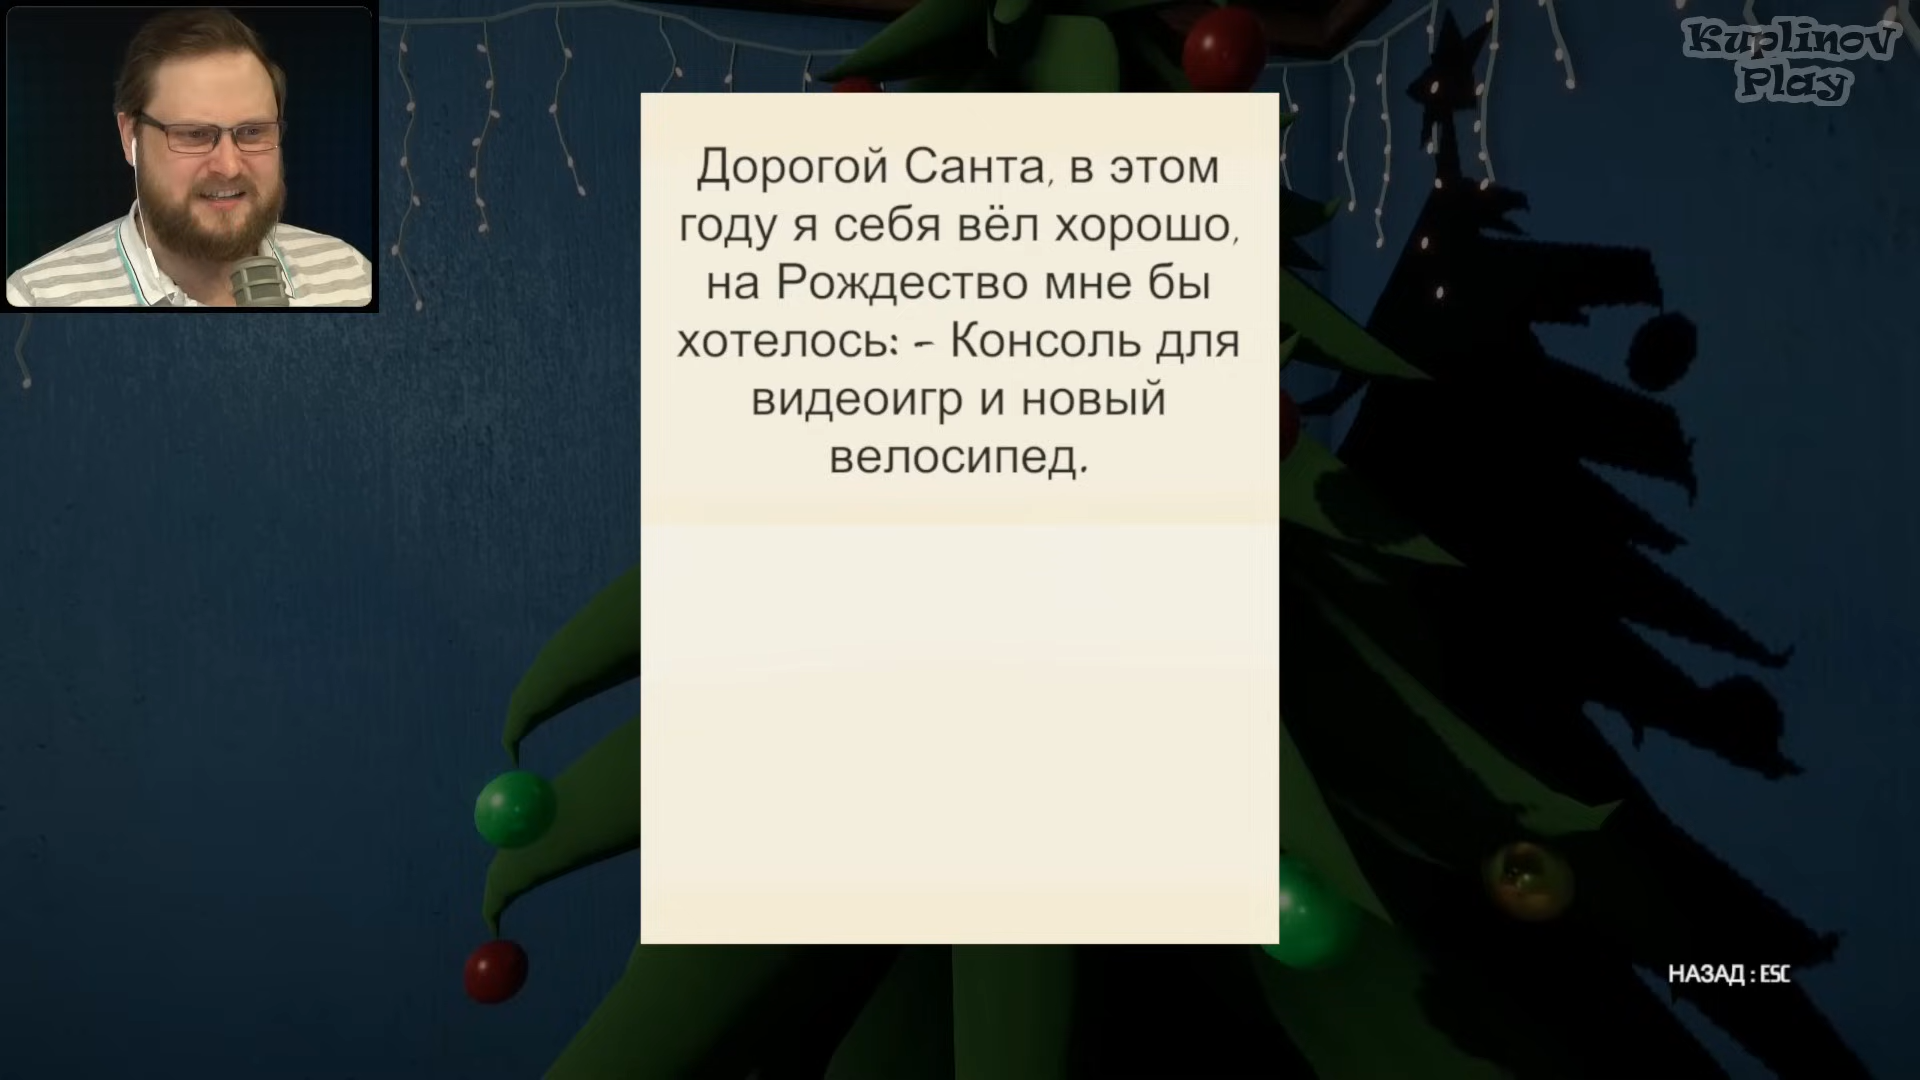 Kuplinov
Play
Дорогой Санта, в этом
году я себя вёл хорошо,
на Рождество мне бы
хотелось: - Консоль для
видеоигр и новый
велосипед.
НАЗАД : ESC